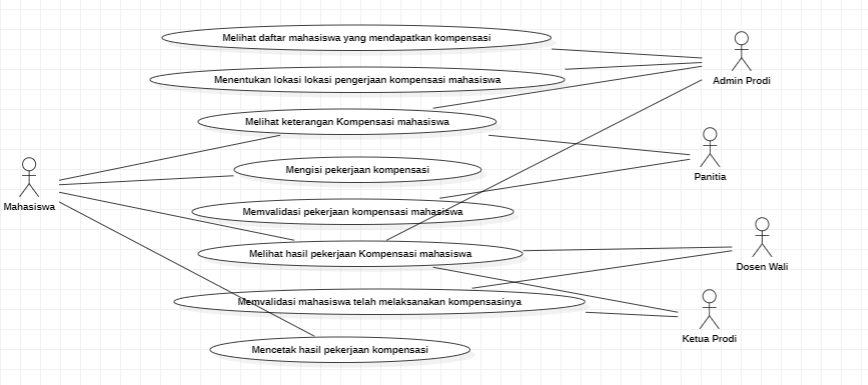 Melihat daftar mahasiswa yang mendapatkan kompensasi
Menentukan lokasi lokasi pengerjaan kompensasi mahasiswa
Admin Prodi
Melihat keterangan Kompensasi mahasiswa
Mengisi pekerjaan kompensasi
Panitia
Mahasiswa
Memvalidasi pekerjaan kompensasi mahasiswa
Melihat hasil pekerjaan Kompensasi mahasiswa
Dosen Wali
Memvalidasi mahasiswa telah melaksanakan kompensasinya
Ketua Prodi
Mencetak hasil pekerjaan kompensasi